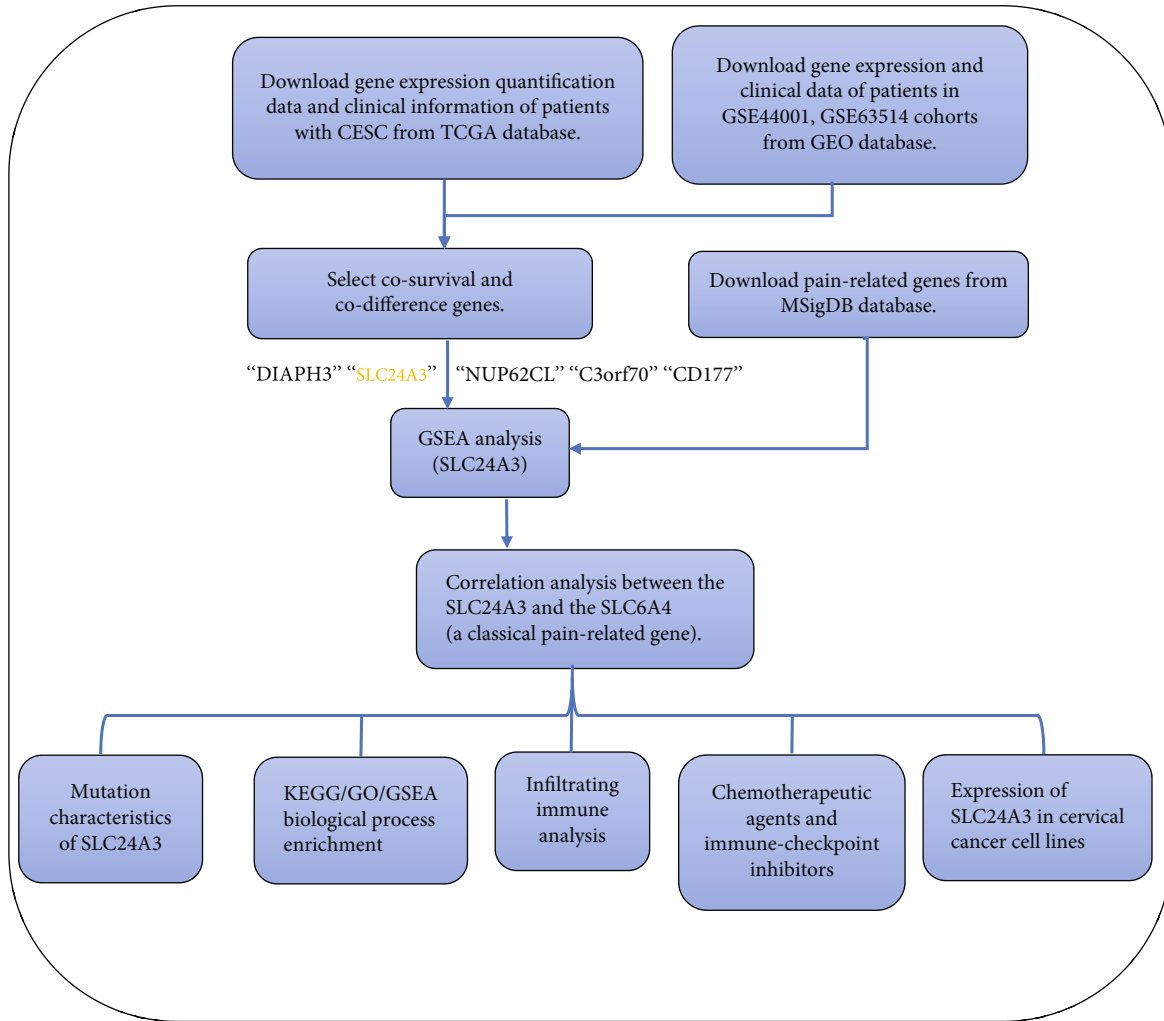 Download gene expression quantification
data and clinical information of patients
with CESC from TCGA database.
Download gene expression and
clinical data of patients in
GSE44001, GSE63514 cohorts
from GEO database.
Select co-survival and
co-difference genes.
Download pain-related genes from
MSigDB database.
“DIAPH3” “SLC24A3” “NUP62CL” “C3orf70” “CD177”
GSEA analysis
(SLC24A3)
Correlation analysis between the
SLC24A3 and the SLC6A4
(a classical pain-related gene).
Mutation
characteristics
of SLC24A3
KEGG/GO/GSEA
biological process
enrichment
Infiltrating
immune
analysis
Chemotherapeutic
agents and
immune-checkpoint
inhibitors
Expression of
SLC24A3 in cervical
cancer cell lines